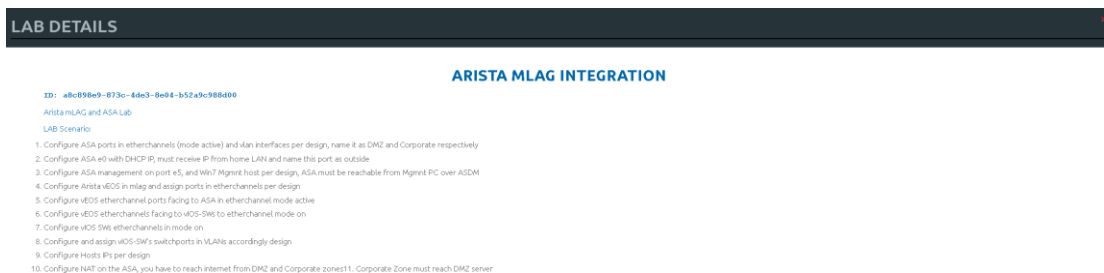 LAB DETAILS
ARISTA MLAG INTEGRATION
ID: a8c898e9-873c-4de3-8e04-b52a9c988d00
Arista mLAG and ASA Lab
LAB Scenario:
1. Configure ASA ports in etherchannels (mode active) and vlan interfaces per design, name it as DMZ and Corporate respectively
2. Configure ASA e0 with DHCP IP, must receive IP from home LAN and name this port as outside
3. Configure ASA management on port e5, and Win7 Mgmnt host per design, ASA must be reachable from Mgmnt PC over ASDM
4. Configure Arista vEOS in mlag and assign ports in etherchannels per design
5. Configure vEOS etherchannel ports facing to ASA in etherchannel mode active
6. Configure vEOS etherchannels facing to vIOS-SWs to etherchannel mode on
7. Configure vIOS SWs etherchannels in mode on
8. Configure and assign vIOS-SW's switchports in VLANs accordingly design
9. Configure Hosts IPs per design
10. Configure NAT on the ASA, you have to reach internet from DMZ and Corporate zones11. Corporate Zone must reach DMZ server